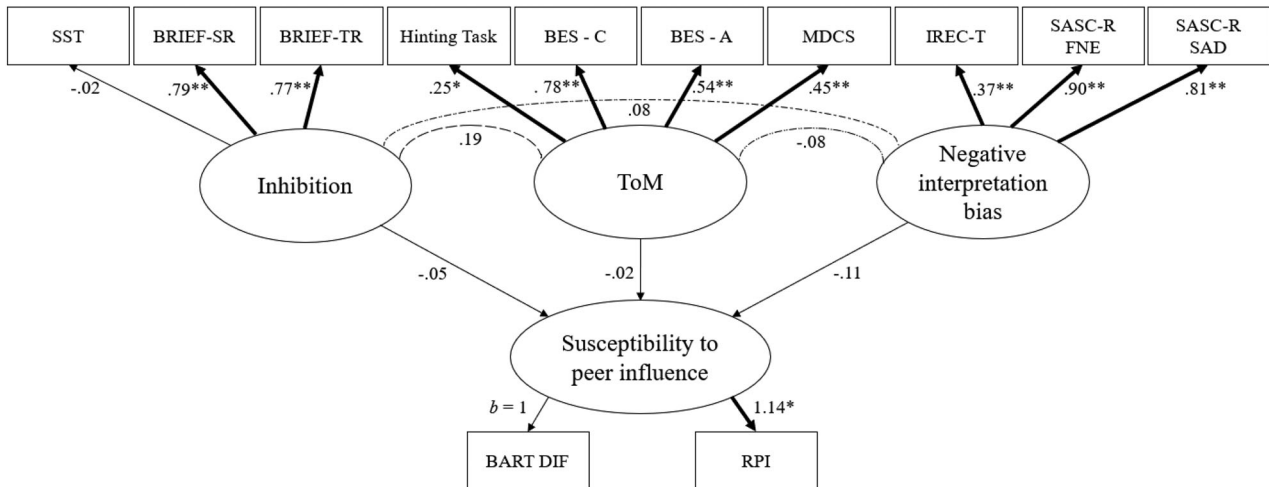 SST
BRIEF-SR
BRIEF-TR
Hinting Task
BES - C
BES - A
MDCS
IREC-T
SASC-R
FNE
SASC-R
SAD
-.02
.79**
.77**
.25*
.78**
.54**
.45**
.37**
.90**
.81**
.08
.19
-.08
Inhibition
ToM
Negative
interpretation
bias
-.05
-.02
-.11
Susceptibility to
peer influence
b = 1
1.14*
BART DIF
RPI